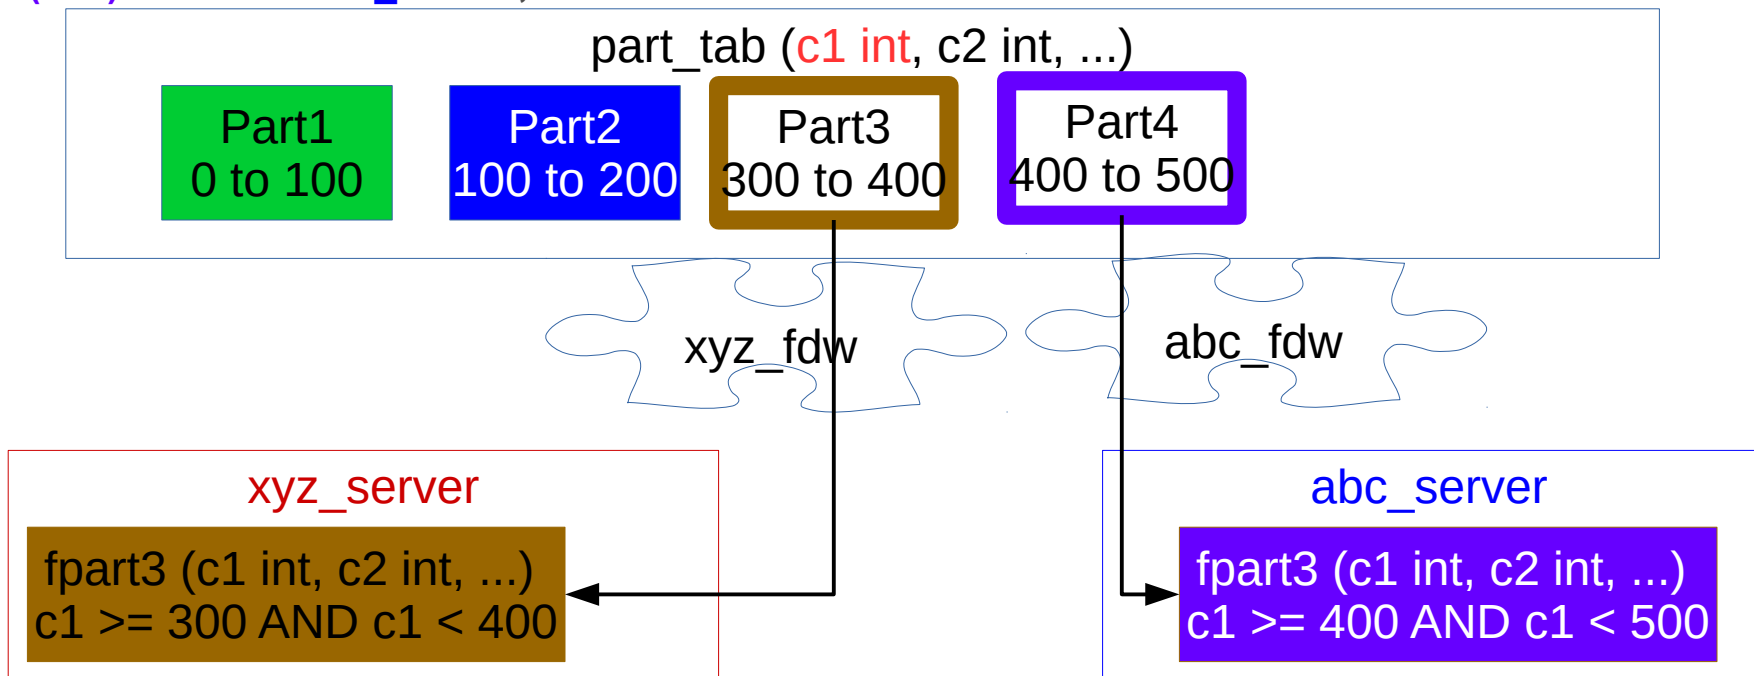 part_tab (c1 int, c2 int, ...)
Part1
0 to 100
Part2
100 to 200
Part3
300 to 400
Part4
400 to 500
xyz_fdw
abc_fdw
xyz_server
fpart3 (c1 int, c2 int, ...)
c1 >= 300 AND c1 < 400
abc_server
fpart3 (c1 int, c2 int, ...)
c1 >= 400 AND c1 < 500